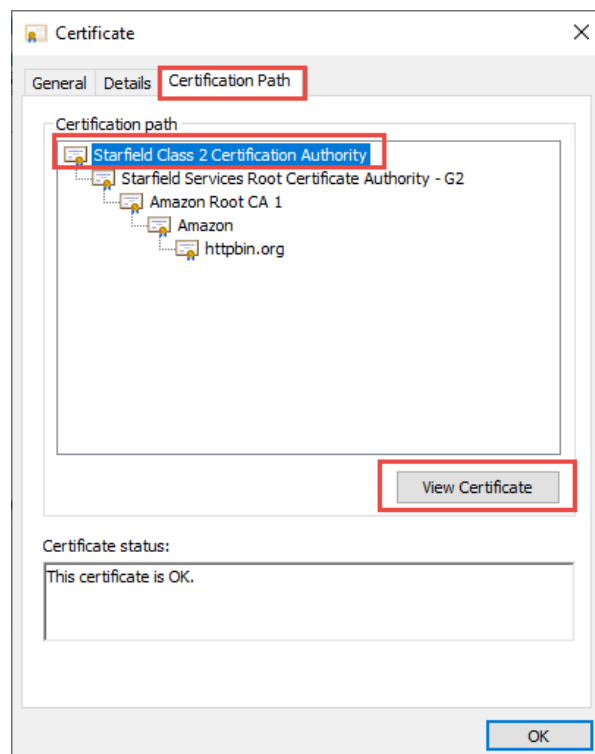 Certificate
General Details Certification Path
Certification path
Starfield Class 2 Certification Authority
Starfield Services Root Certificate Authority - G2
Amazon Root CA 1
Amazon
httpbin.org
View Certificate
Certificate status:
This certificate is OK.
OK